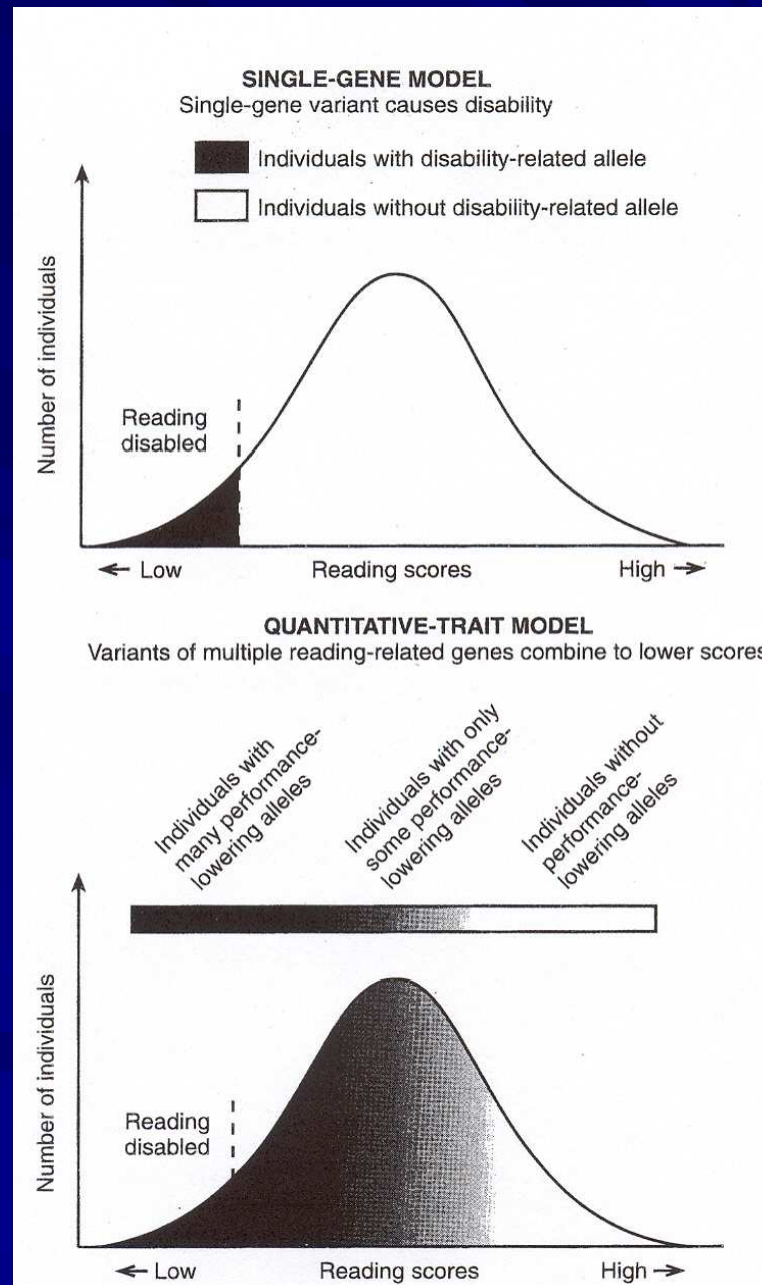 SINGLE-GENE MODEL
Single-gene variant causes disability
Individuals with disability-related allele
Individuals without disability-related allele
Number of individuals
Reading
disabled
← Low Reading scores High →
QUANTITATIVE-TRAIT MODEL
Variants of multiple reading-related genes combine to lower scores
Individuals with
many performance-
lowering alleles
Individuals with only
some performance-
lowering alleles
Individuals without
performance-
lowering alleles
Number of individuals
Reading
disabled
← Low Reading scores High →